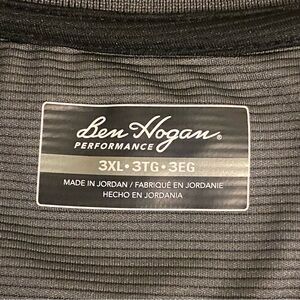 Ben Hogan®
PERFORMANCE
3XL • 3TG • 3EG
MADE IN JORDAN / FABRIQUÉ EN JORDANIE
HECHO EN JORDANIA